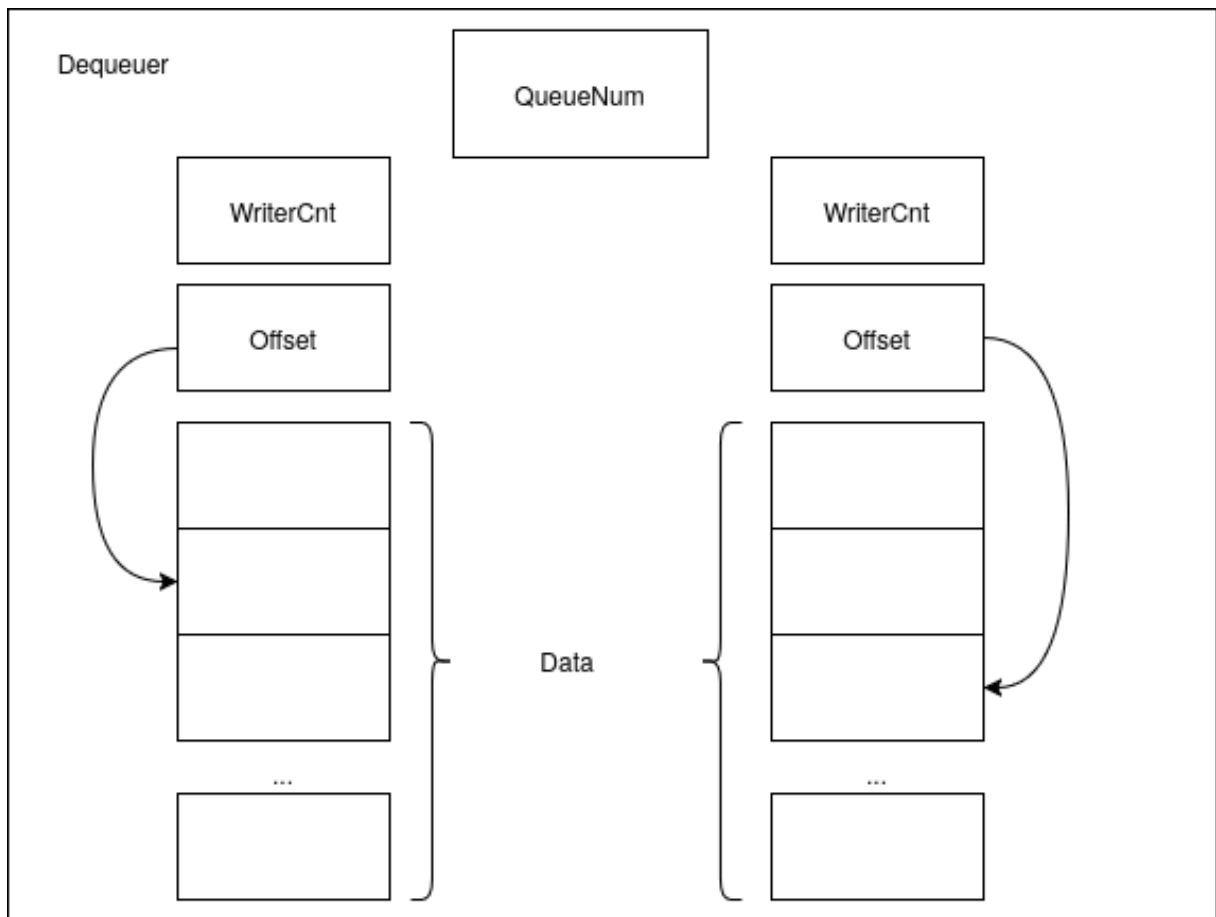 Dequeuer
QueueNum
WriterCnt
WriterCnt
Offset
Offset
Data
...
...